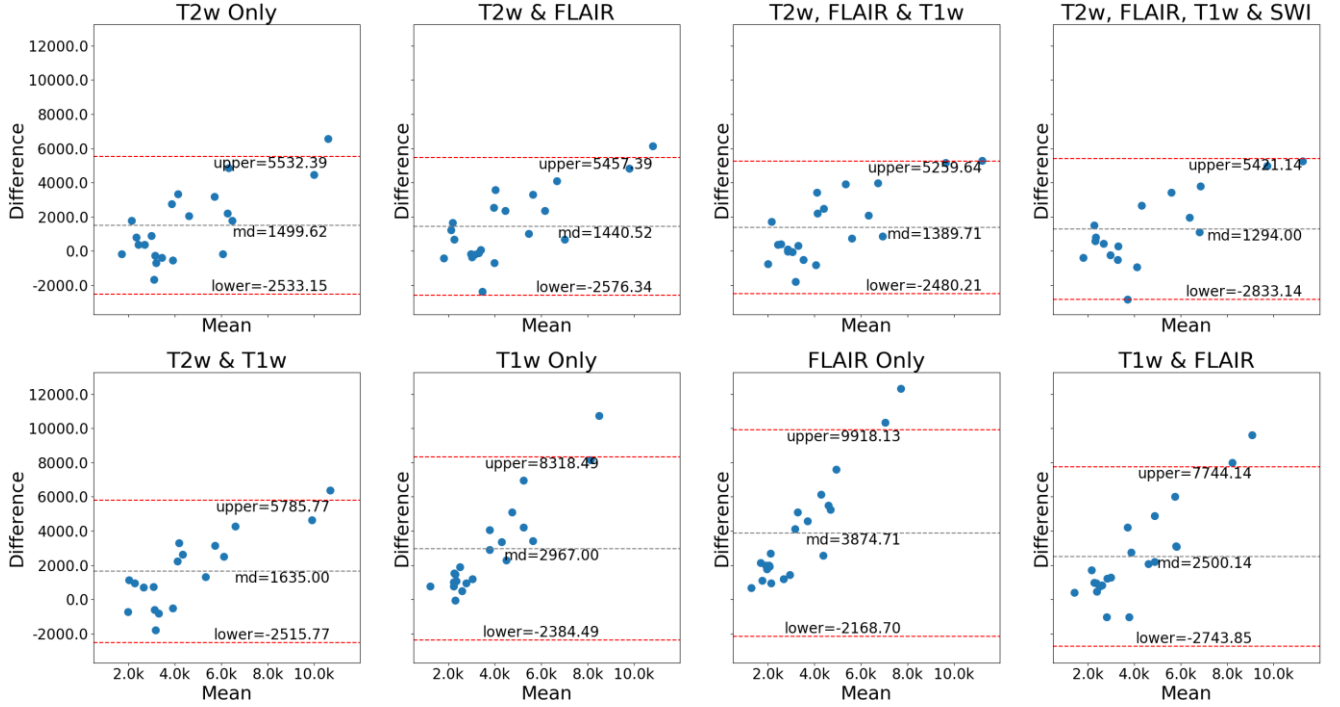 T2w Only
T2w & FLAIR
T2w, FLAIR & T1w
T2w, FLAIR, T1w & SWI
12000.0
10000.0
8000.0
6000.0
4000.0
2000.0
0.0
-2000.0
Difference
upper=5532.39
md=1499.62
lower=-2533.15
Mean
Difference
upper=5457.39
md=1440.52
lower=-2576.34
Mean
Difference
upper=5259.64
md=1389.71
lower=-2480.21
Mean
Difference
upper=5421.14
md=1294.00
lower=-2833.14
Mean
T2w & T1w
T1w Only
FLAIR Only
T1w & FLAIR
12000.0
10000.0
8000.0
6000.0
4000.0
2000.0
0.0
-2000.0
Difference
upper=5785.77
md=1635.00
lower=-2515.77
2.0k 4.0k 6.0k 8.0k 10.0k
Mean
Difference
upper=8318.49
md=2967.00
lower=-2384.49
2.0k 4.0k 6.0k 8.0k 10.0k
Mean
Difference
upper=9918.13
md=3874.71
lower=-2168.70
2.0k 4.0k 6.0k 8.0k 10.0k
Mean
Difference
upper=7744.14
md=2500.14
lower=-2743.85
2.0k 4.0k 6.0k 8.0k 10.0k
Mean